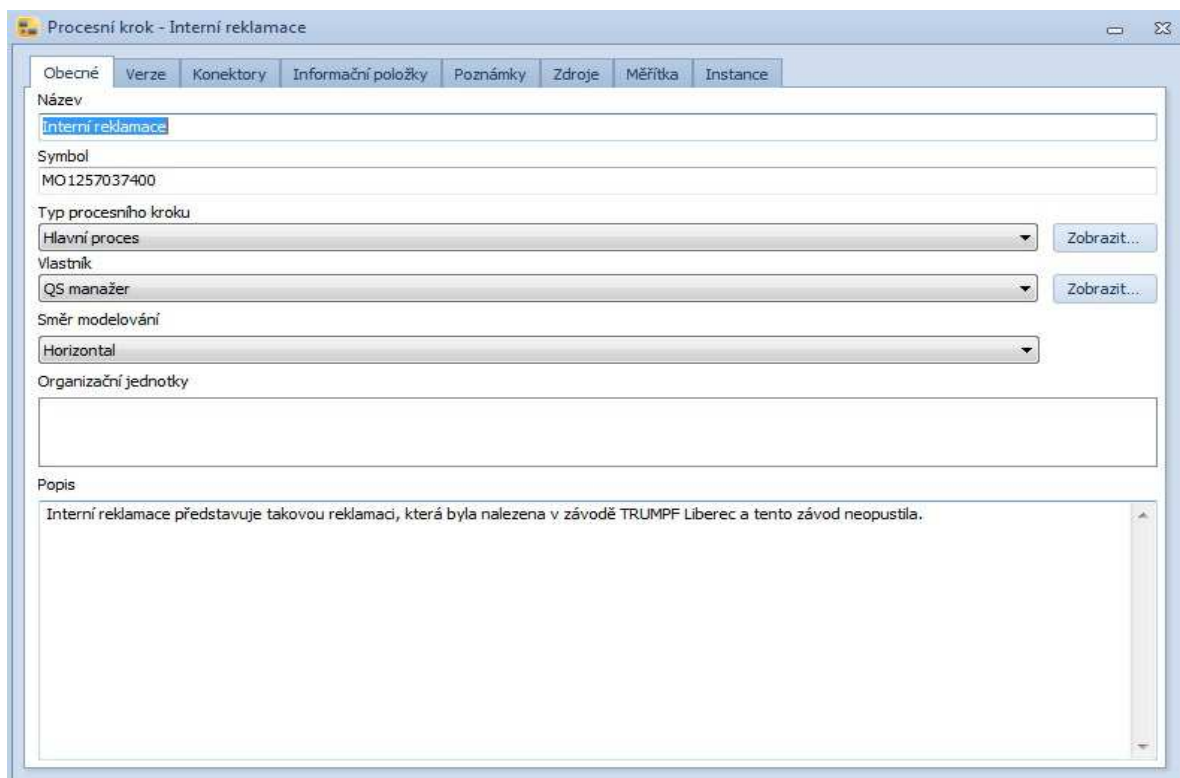 Procesní krok - Interní reklamace
Obecné Verze Konektory Informační položky Poznámky Zdroje Měřítka Instance
Název
Interní reklamace
Symbol
MO1257037400
Typ procesního kroku
Hlavní proces Zobrazit...
Vlastník
QS manažer Zobrazit...
Směr modelování
Horizontal
Organizační jednotky
Popis
Interní reklamace představuje takovou reklamaci, která byla nalezena v závodě TRUMPF Liberec a tento závod neopustila.